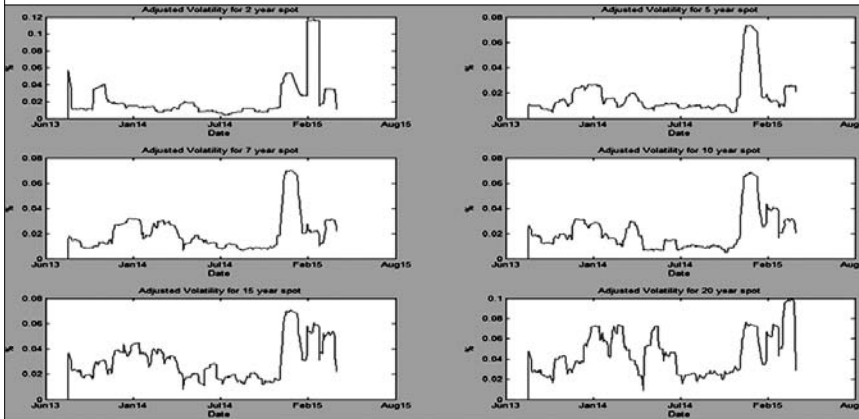 Adjusted Volatility for 2 year spot
0.12
0.1
0.08
0.06
0.04
0.02
0
%
Jun13 Jan14 Jul14 Feb15 Aug15
Date
Adjusted Volatility for 5 year spot
0.08
0.06
0.04
0.02
0
%
Jun13 Jan14 Jul14 Feb15 Aug
Date
Adjusted Volatility for 7 year spot
0.08
0.06
0.04
0.02
0
%
Jun13 Jan14 Jul14 Feb15 Aug15
Date
Adjusted Volatility for 10 year spot
0.08
0.06
0.04
0.02
0
%
Jun13 Jan14 Jul14 Feb15 Aug
Date
Adjusted Volatility for 15 year spot
0.08
0.06
0.04
0.02
0
%
Jun13 Jan14 Jul14 Feb15 Aug15
Date
Adjusted Volatility for 20 year spot
0.1
0.08
0.06
0.04
0.02
0
%
Jun13 Jan14 Jul14 Feb15 Aug
Date